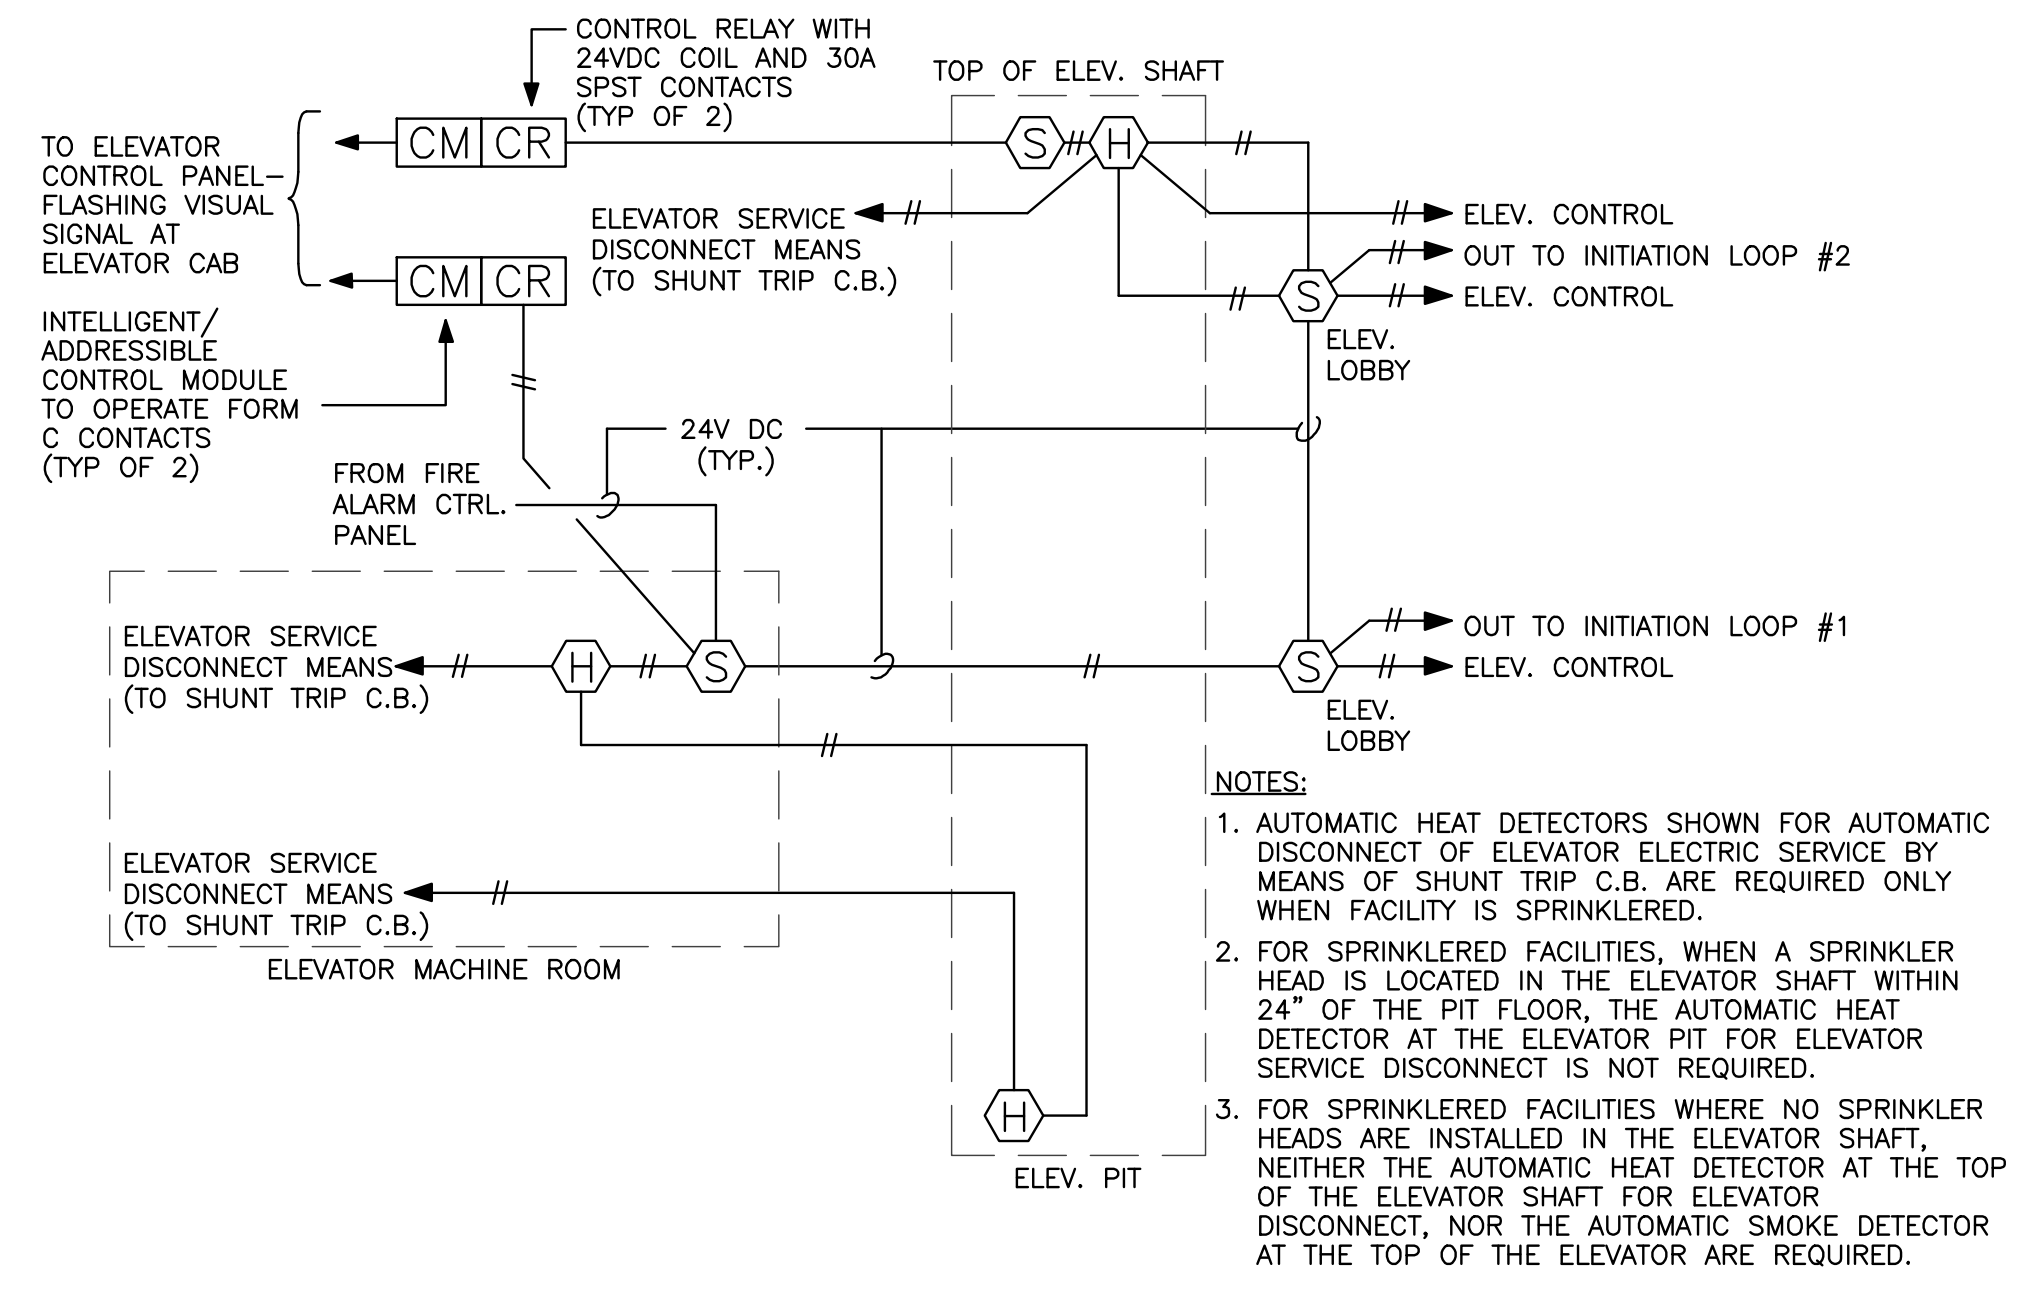 CONTROL RELAY WITH
24VDC COIL AND 30A
SPST CONTACTS
(TYP OF 2)
TOP OF ELEV. SHAFT
TO ELEVATOR
CONTROL PANEL-
FLASHING VISUAL
SIGNAL AT
ELEVATOR CAB
CM CR
S H
CM CR
ELEVATOR SERVICE
DISCONNECT MEANS
(TO SHUNT TRIP C.B.)
ELEV. CONTROL
OUT TO INITIATION LOOP #2
ELEV. CONTROL
S
ELEV.
LOBBY
INTELLIGENT/
ADDRESSIBLE
CONTROL MODULE
TO OPERATE FORM
C CONTACTS
(TYP OF 2)
24V DC
(TYP.)
FROM FIRE
ALARM CTRL.
PANEL
ELEVATOR SERVICE
DISCONNECT MEANS
(TO SHUNT TRIP C.B.)
H S
S
OUT TO INITIATION LOOP #1
ELEV. CONTROL
ELEV.
LOBBY
ELEVATOR SERVICE
DISCONNECT MEANS
(TO SHUNT TRIP C.B.)
ELEVATOR MACHINE ROOM
H
ELEV. PIT
NOTES:
1. AUTOMATIC HEAT DETECTORS SHOWN FOR AUTOMATIC
DISCONNECT OF ELEVATOR ELECTRIC SERVICE BY
MEANS OF SHUNT TRIP C.B. ARE REQUIRED ONLY
WHEN FACILITY IS SPRINKLERED.
2. FOR SPRINKLERED FACILITIES, WHEN A SPRINKLER
HEAD IS LOCATED IN THE ELEVATOR SHAFT WITHIN
24” OF THE PIT FLOOR, THE AUTOMATIC HEAT
DETECTOR AT THE ELEVATOR PIT FOR ELEVATOR
SERVICE DISCONNECT IS NOT REQUIRED.
3. FOR SPRINKLERED FACILITIES WHERE NO SPRINKLER
HEADS ARE INSTALLED IN THE ELEVATOR SHAFT,
NEITHER THE AUTOMATIC HEAT DETECTOR AT THE TOP
OF THE ELEVATOR SHAFT FOR ELEVATOR
DISCONNECT, NOR THE AUTOMATIC SMOKE DETECTOR
AT THE TOP OF THE ELEVATOR ARE REQUIRED.